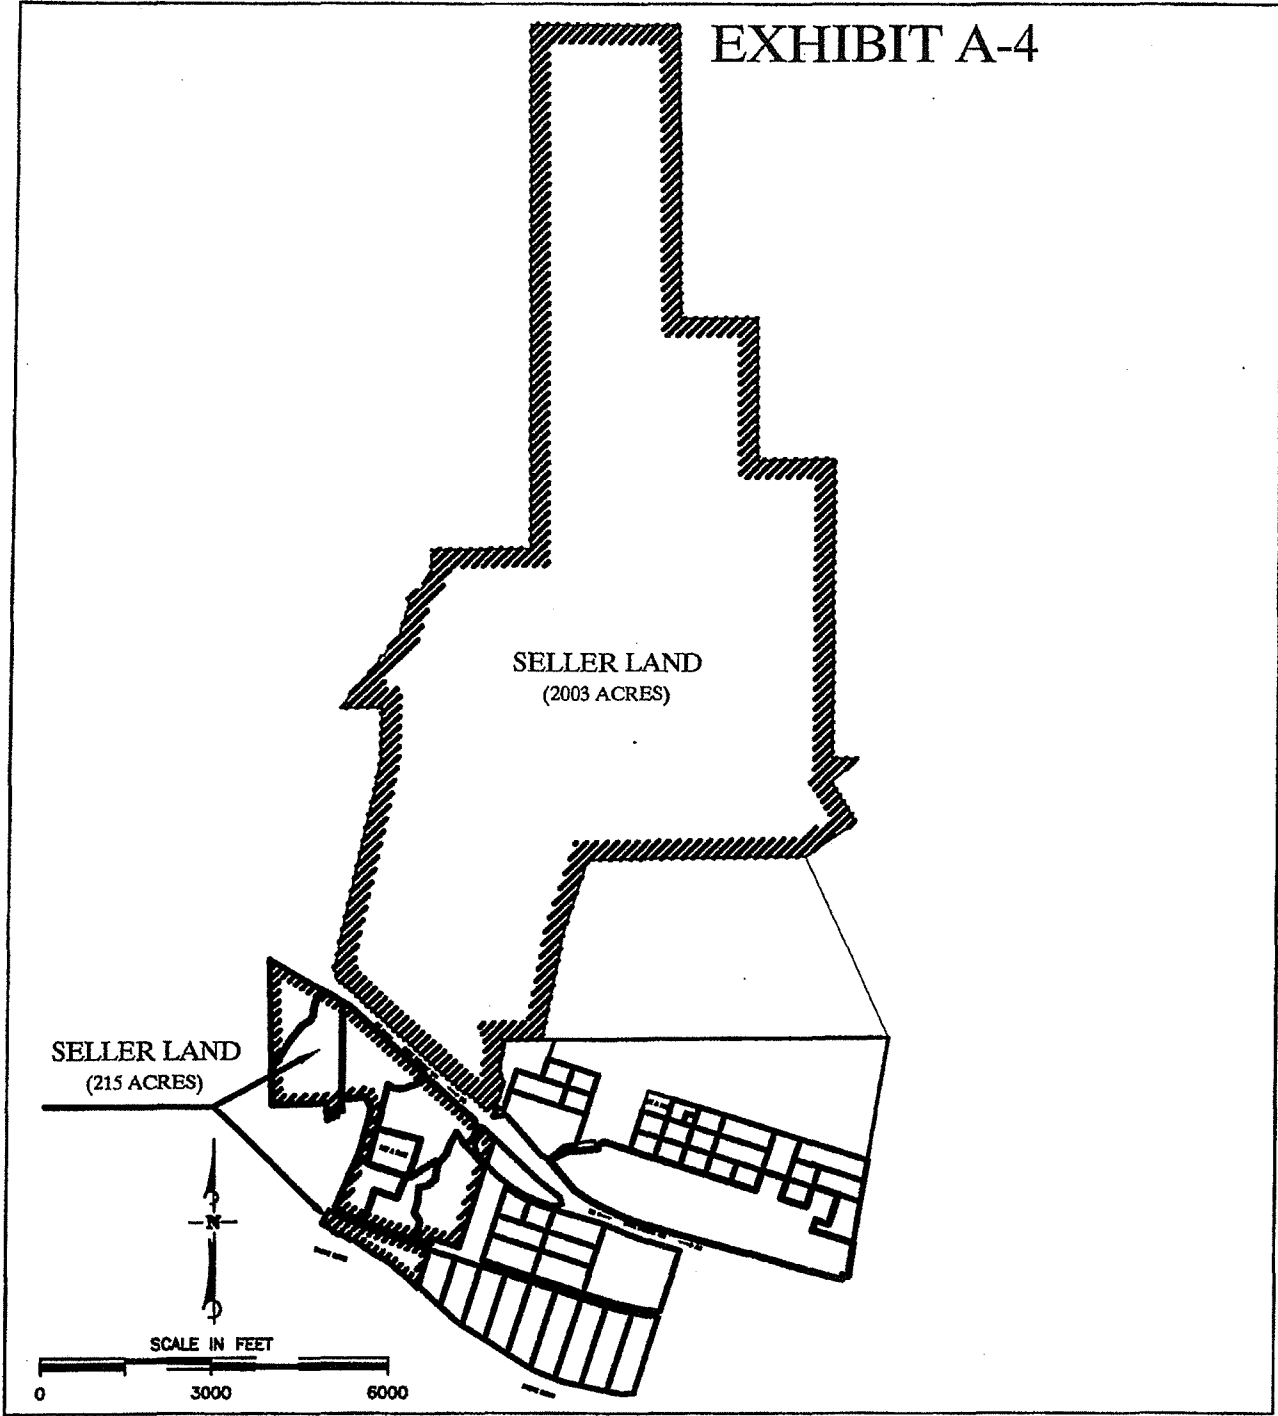 EXHIBIT A-4
SELLER LAND
(2003 ACRES)
SELLER LAND
(215 ACRES)
N
SCALE IN FEET
0 3000 6000